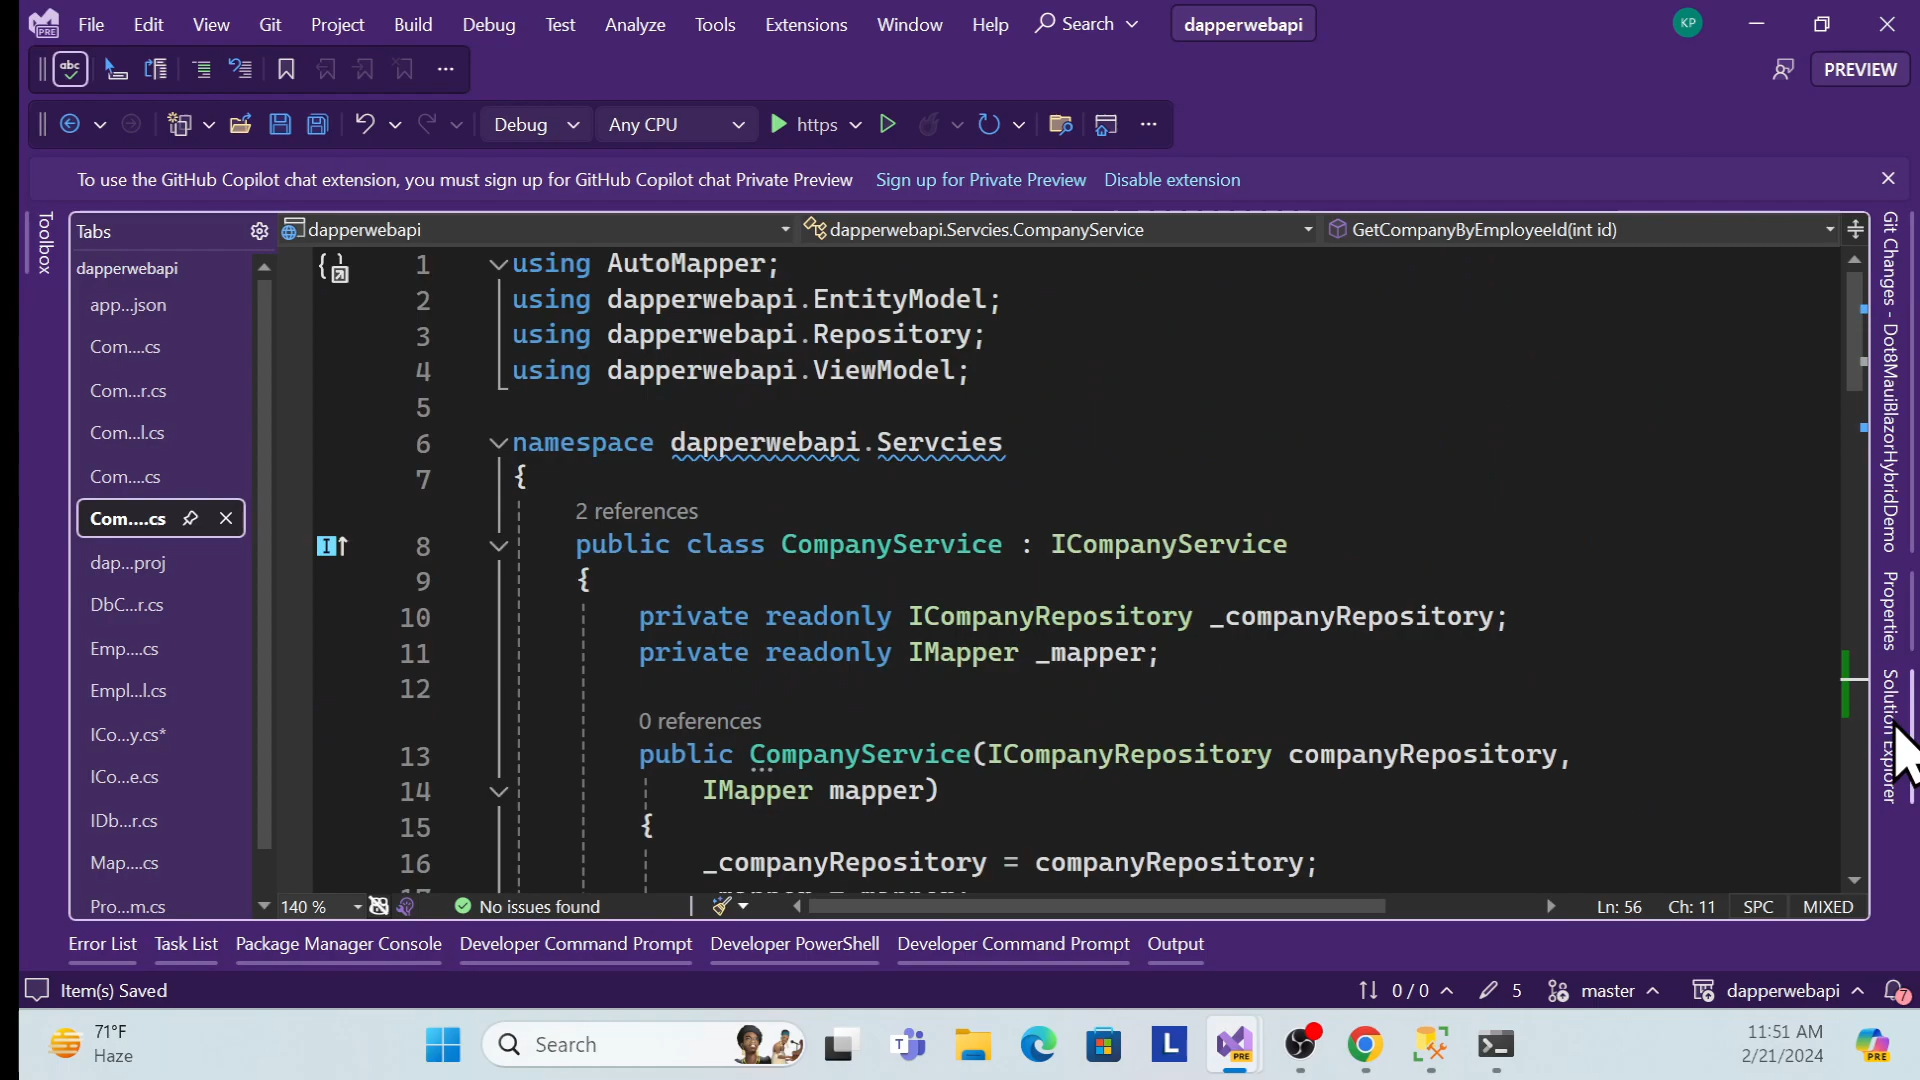 File Edit View Git Project Build Debug Test Analyze Tools Extensions Window Help Search dapperwebapi KP
PRE
abc PREVIEW
Debug Any CPU https
To use the GitHub Copilot chat extension, you must sign up for GitHub Copilot chat Private Preview Sign up for Private Preview Disable extension
Toolbox
Tabs
dapperwebapi
app...json
Com....cs
Com...r.cs
Com...l.cs
Com....cs
Com....cs
dap...proj
DbC...r.cs
Emp....cs
Empl...l.cs
ICo...y.cs*
ICo...e.cs
IDb...r.cs
Map....cs
Pro...m.cs
dapperwebapi dapperwebapi.Servcies.CompanyService GetCompanyByEmployeeId(int id)
1 using AutoMapper;
2 using dapperwebapi.EntityModel;
3 using dapperwebapi.Repository;
4 using dapperwebapi.ViewModel;
5
6 namespace dapperwebapi.Servcies
7 {
2 references
8 public class CompanyService : ICompanyService
9 {
10 private readonly ICompanyRepository _companyRepository;
11 private readonly IMapper _mapper;
12
0 references
13 public CompanyService(ICompanyRepository companyRepository,
14 IMapper mapper)
15 {
16 _companyRepository = companyRepository;
17 _mapper = mapper;
Git Changes - Dot8MauiBlazorHybridDemo
Properties
Solution Explorer
140 % No issues found Ln: 56 Ch: 11 SPC MIXED
Error List Task List Package Manager Console Developer Command Prompt Developer PowerShell Developer Command Prompt Output
Item(s) Saved 0 / 0 5 master dapperwebapi 7
71°F
Haze
Search
T
L
PRE
11:51 AM
2/21/2024
PRE